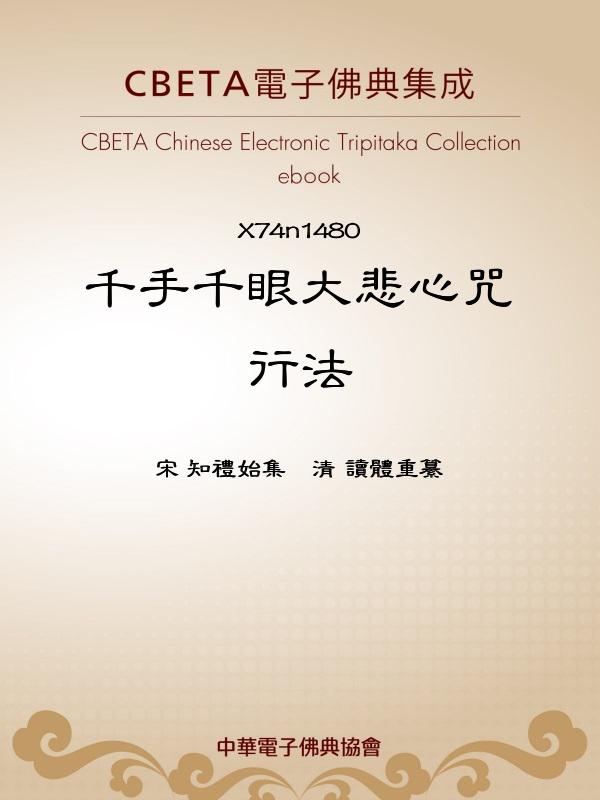 CBETA電子佛典集成
CBETA Chinese Electronic Tripitaka Collection
ebook
X74n1480
千手千眼大悲心咒
行法
宋 知禮始集　清 讀體重纂
中華電子佛典協會